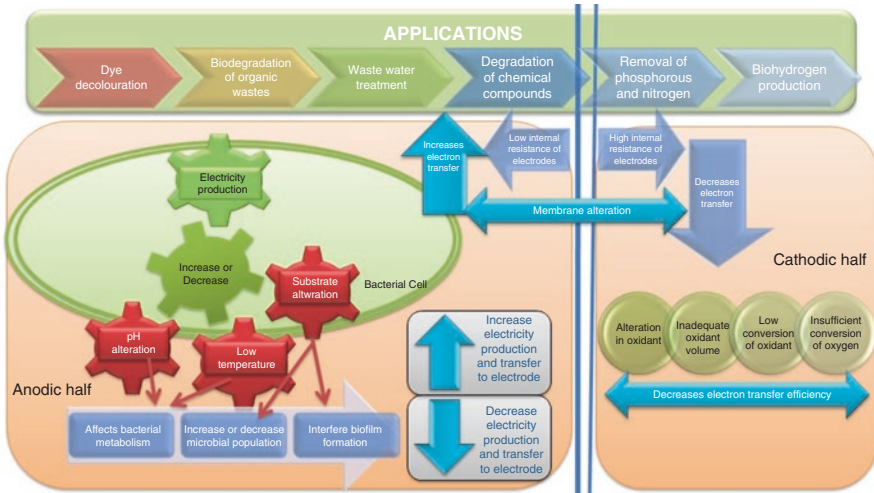 APPLICATIONS
Dye
decolouration
Biodegradation
of organic
wastes
Waste water
treatment
Degradation
of chemical
compounds
Removal of
phosphorous
and nitrogen
Biohydrogen
production
Electricity
production
Increase or
Decrease
Substrate
altwration
Bacterial Cell
pH
alteration
Low
temperature
Anodic half
Affects bacterial
metabolism
Increase or decrease
microbial population
Interfere biofilm
formation
Increases
electron
transfer
Low internal
resistance of
electrodes
High internal
resistance of
electrodes
Decreases
electron
transfer
Membrane alteration
Increase
electricity
production
and transfer
to electrode
Decrease
electricity
production
and transfer
to electrode
Cathodic half
Alteration
in oxidant
Inadequate
oxidant
volume
Low
conversion
of oxidant
Insufficient
conversion
of oxygen
Decreases electron transfer efficiency